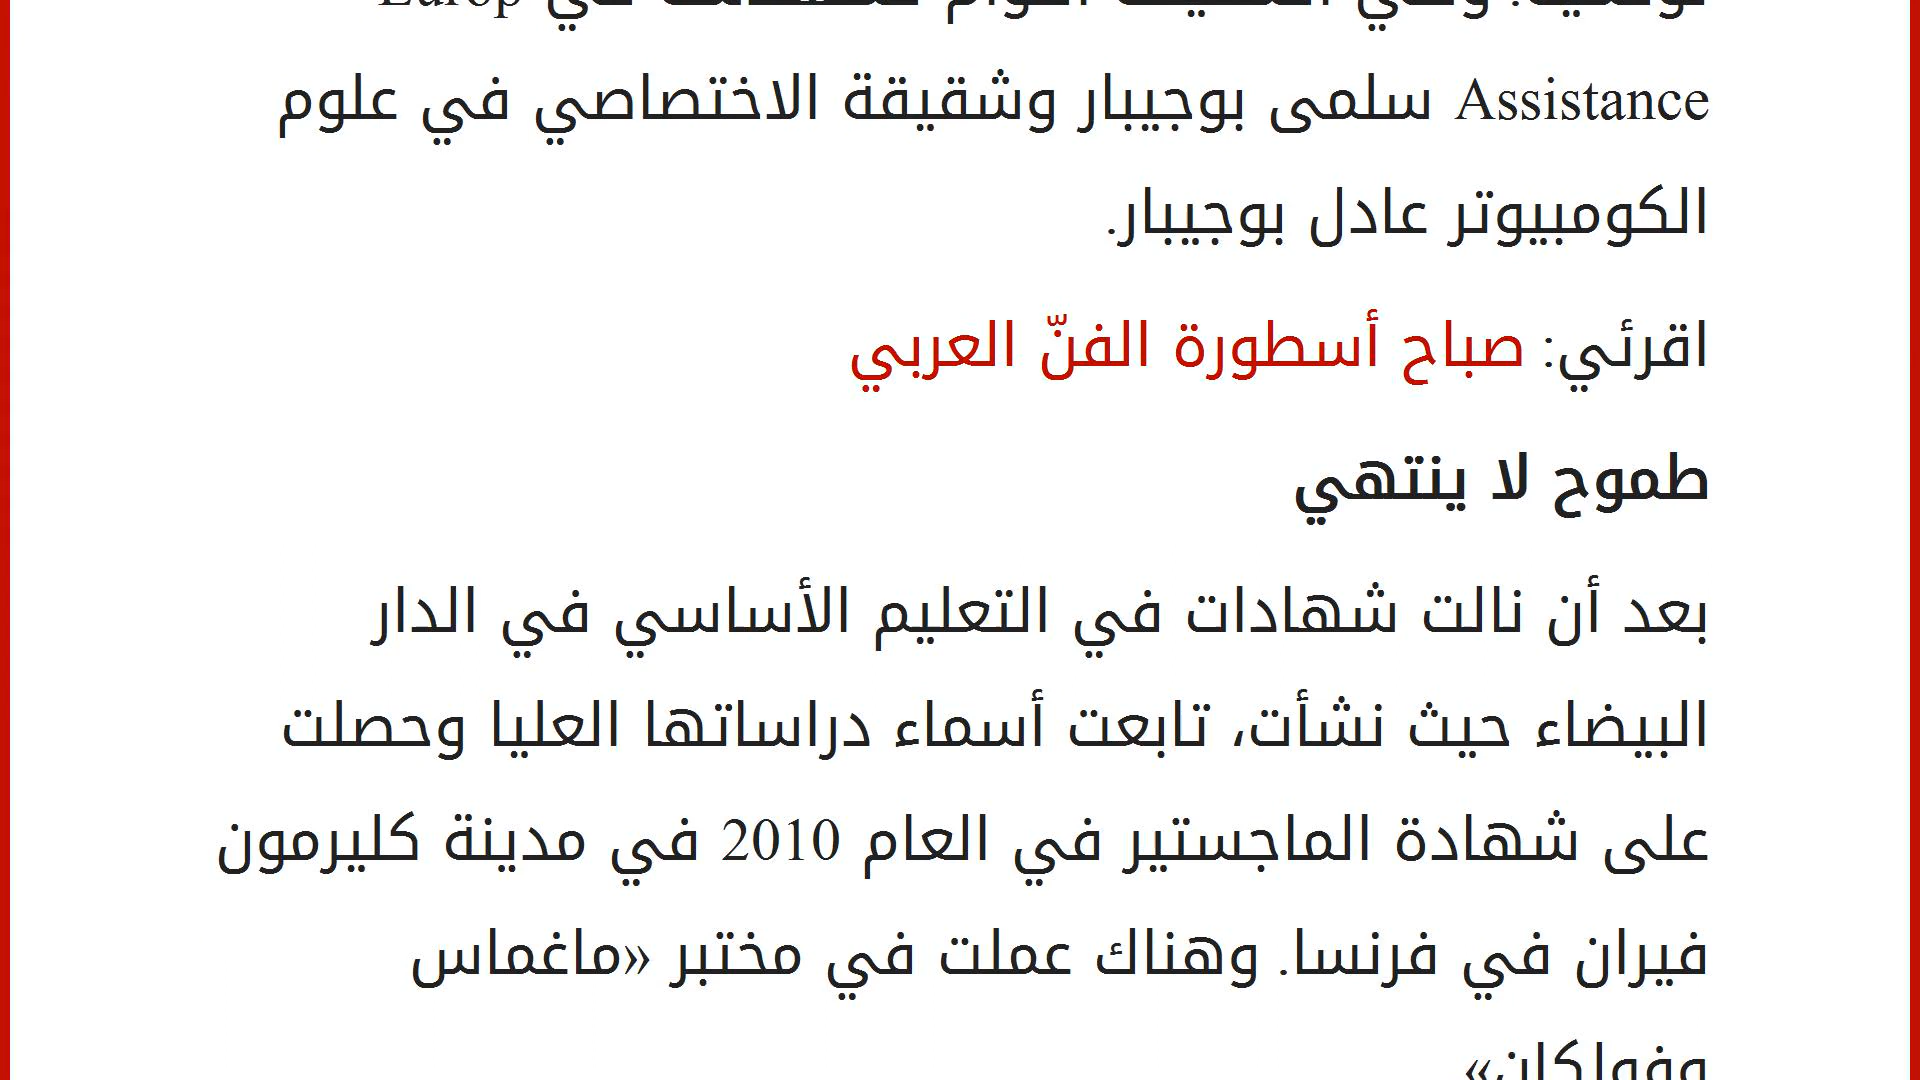 Assistance سلمى بوجيبار وشقيقة الاختصاصي في علوم
الكومبيوتر عادل بوجيبار.
اقرئي: صباح أسطورة الفنّ العربي
طموح لا ينتهي
بعد أن نالت شهادات في التعليم الأساسي في الدار
البيضاء حيث نشأت، تابعت أسماء دراساتها العليا وحصلت
على شهادة الماجستير في العام 2010 في مدينة كليرمون
فيران في فرنسا. وهناك عملت في مختبر «ماغماس
وفولكان»